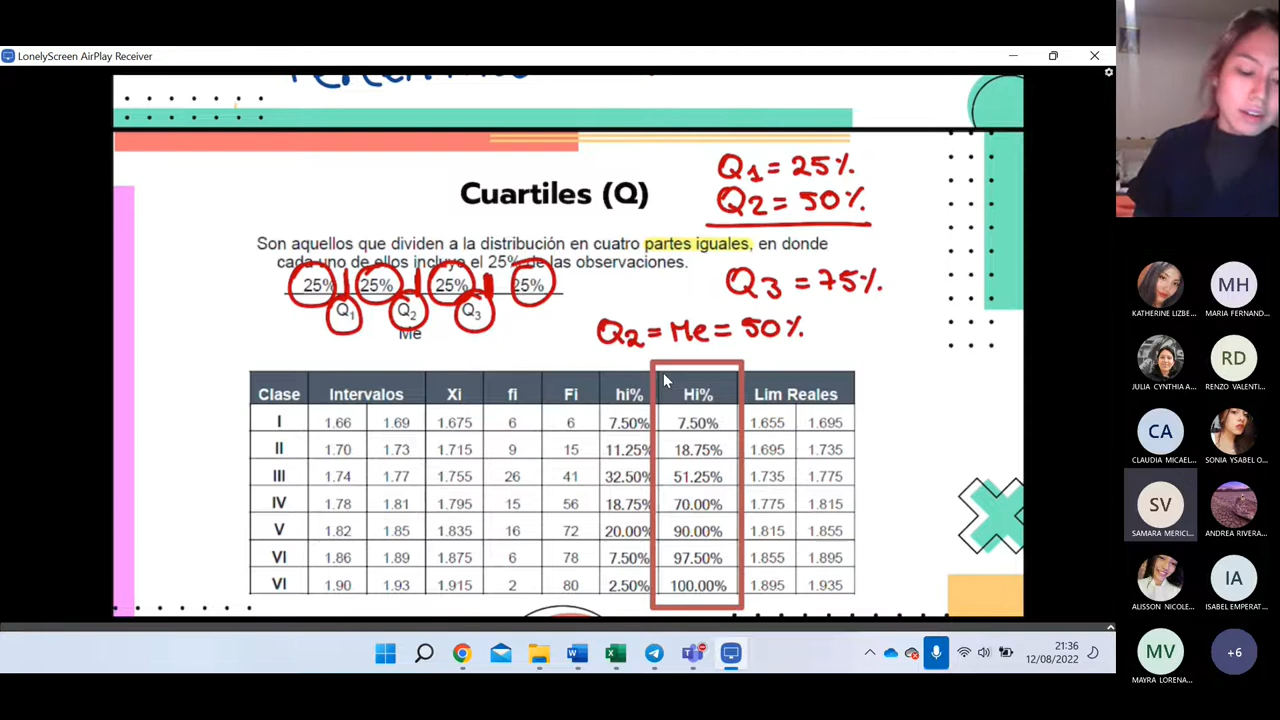 LonelyScreen AirPlay Receiver
Q1 = 25%.
Cuartiles (Q)
Q2 = 50%.
Son aquellos que dividen a la distribución en cuatro partes iguales, en donde
cada uno de ellos incluye el 25% de las observaciones.
25% 25% 25% 25%
Q3 = 75%.
Q1 Q2 Q3
Me
Q2 = Me = 50%.
Clase Intervalos Xi fi Fi hi% Hi% Lim Reales
I 1.66 1.69 1.675 6 6 7.50% 7.50% 1.655 1.695
II 1.70 1.73 1.715 9 15 11.25% 18.75% 1.695 1.735
III 1.74 1.77 1.755 26 41 32.50% 51.25% 1.735 1.775
IV 1.78 1.81 1.795 15 56 18.75% 70.00% 1.775 1.815
V 1.82 1.85 1.835 16 72 20.00% 90.00% 1.815 1.855
VI 1.86 1.89 1.875 6 78 7.50% 97.50% 1.855 1.895
VI 1.90 1.93 1.915 2 80 2.50% 100.00% 1.895 1.935
21:36
12/08/2022
KATHERINE LIZBE...
MH
MARIA FERNAND...
JULIA CYNTHIA A...
RD
RENZO VALENTI...
CA
CLAUDIA MICAEL...
SONIA YSABEL O...
SV
SAMARA MERICI...
ANDREA RIVERA...
ALISSON NICOLE...
IA
ISABEL EMPERAT...
MV
MAYRA LORENA...
+6